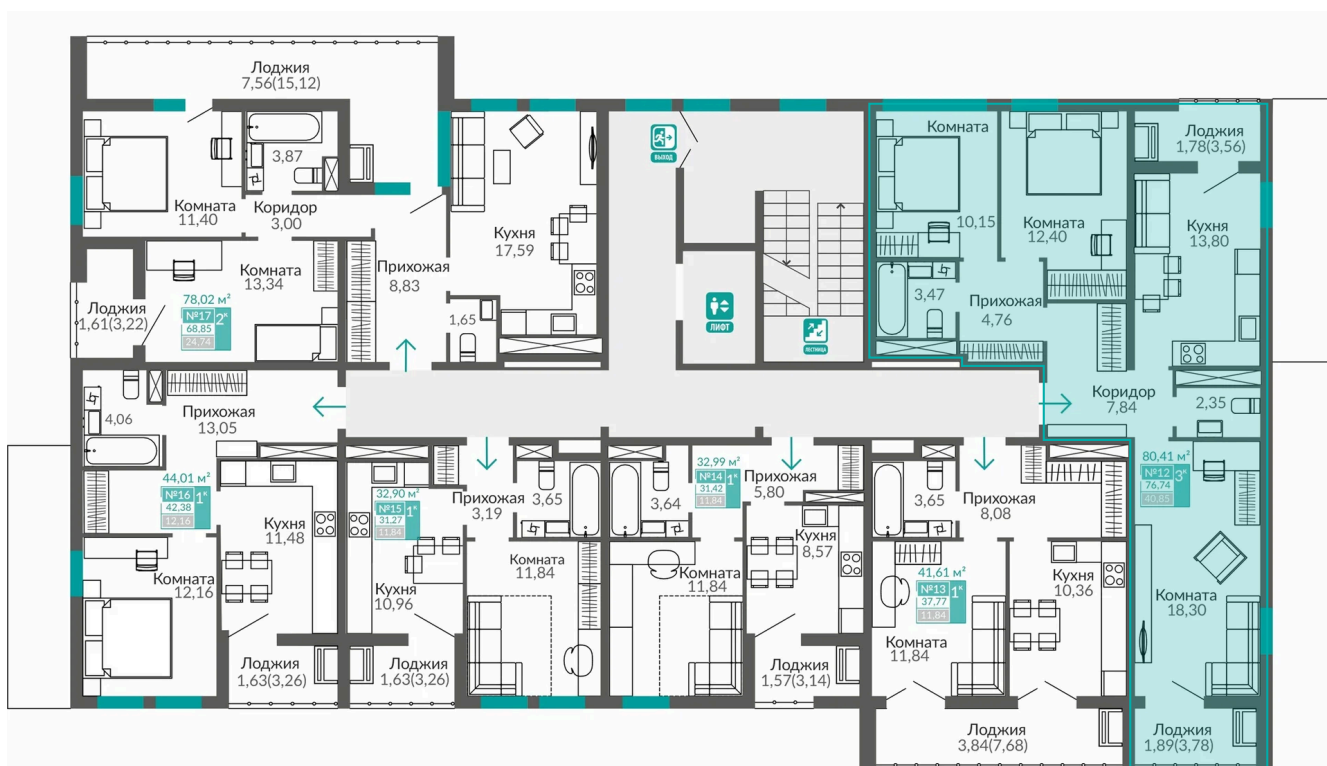 Лоджия
7,56(15,12)
3,87
Комната
11,40
Коридор
3,00
Кухня
17,59
Комната
13,34
Прихожая
8,83
Лоджия
1,61(3,22)
78,02 м²
№17
68,85
24,74
2ᴷ
1,65
ВЫХОД
ЛИФТ
ЛЕСТНИЦА
Комната
10,15
Комната
12,40
Лоджия
1,78(3,56)
Кухня
13,80
3,47
Прихожая
4,76
Коридор
7,84
2,35
80,41 м²
№12
76,74
40,85
3ᴷ
Комната
18,30
Лоджия
1,89(3,78)
4,06
Прихожая
13,05
44,01 м²
№16
42,38
12,16
1ᴷ
Кухня
11,48
Комната
12,16
Лоджия
1,63(3,26)
32,90 м²
№15
31,27
11,84
1ᴷ
Прихожая
3,19
3,65
Кухня
10,96
Комната
11,84
Лоджия
1,63(3,26)
32,99 м²
№14
31,42
11,84
1ᴷ
3,64
Прихожая
5,80
Кухня
8,57
Комната
11,84
Лоджия
1,57(3,14)
3,65
Прихожая
8,08
41,61 м²
№13
37,77
11,84
1ᴷ
Кухня
10,36
Комната
11,84
Лоджия
3,84(7,68)